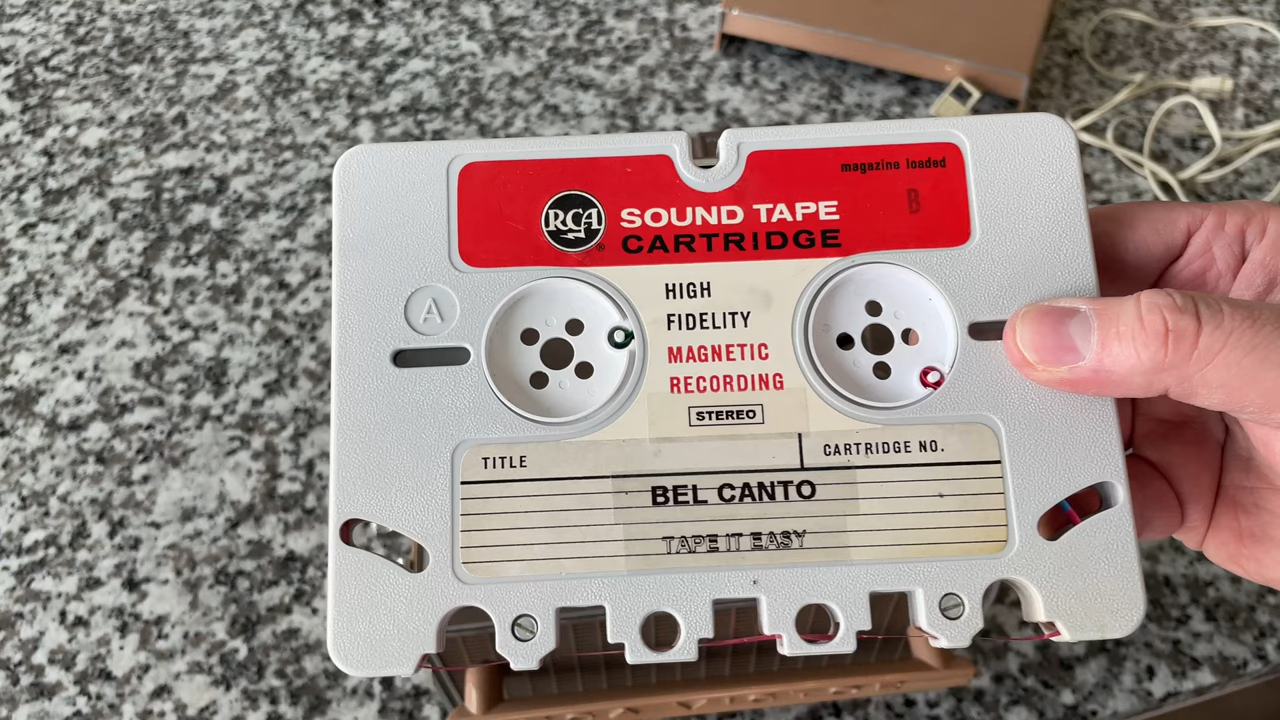 magazine loaded
B
RCA
®
SOUND TAPE
CARTRIDGE
A
HIGH
FIDELITY
MAGNETIC
RECORDING
STEREO
TITLE
CARTRIDGE NO.
BEL CANTO
TAPE IT EASY